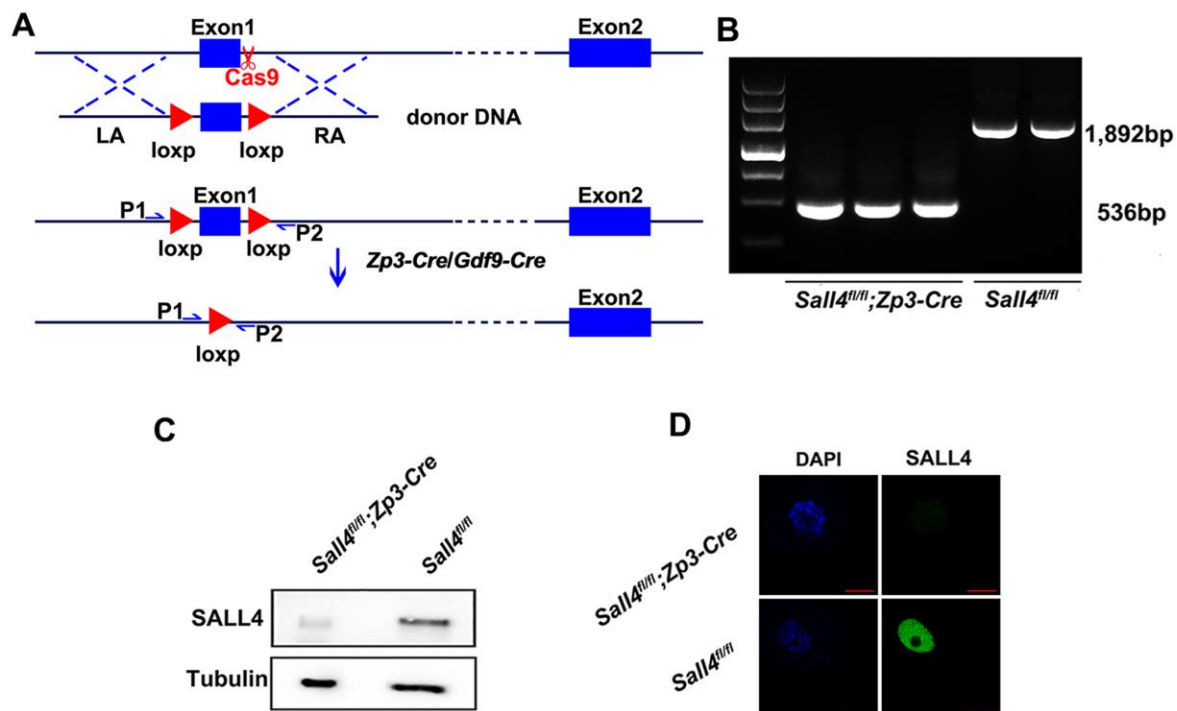 A
Exon1
Exon2
Cas9
LA
RA
donor DNA
loxp
loxp
P1
Exon1
Exon2
loxp
loxp
P2
Zp3-Cre/Gdf9-Cre
P1
Exon2
P2
loxp
B
1,892bp
536bp
Sall4fl/fl;Zp3-Cre
Sall4fl/fl
C
Sall4fl/fl;Zp3-Cre
Sall4fl/fl
SALL4
Tubulin
D
DAPI
SALL4
Sall4fl/fl;Zp3-Cre
Sall4fl/fl